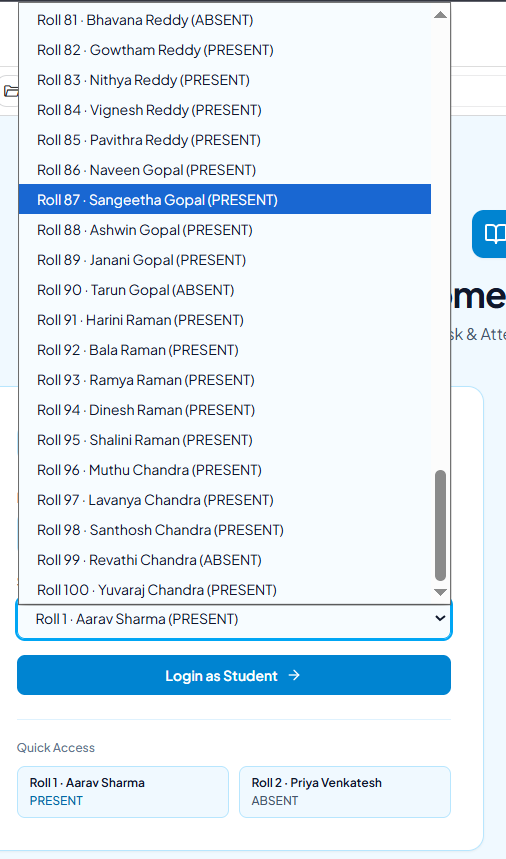 Roll 81 · Bhavana Reddy (ABSENT)
Roll 82 · Gowtham Reddy (PRESENT)
Roll 83 · Nithya Reddy (PRESENT)
Roll 84 · Vignesh Reddy (PRESENT)
Roll 85 · Pavithra Reddy (PRESENT)
Roll 86 · Naveen Gopal (PRESENT)
Roll 87 · Sangeetha Gopal (PRESENT)
Roll 88 · Ashwin Gopal (PRESENT)
Roll 89 · Janani Gopal (PRESENT)
Roll 90 · Tarun Gopal (ABSENT)
Roll 91 · Harini Raman (PRESENT)
Roll 92 · Bala Raman (PRESENT)
Roll 93 · Ramya Raman (PRESENT)
Roll 94 · Dinesh Raman (PRESENT)
Roll 95 · Shalini Raman (PRESENT)
Roll 96 · Muthu Chandra (PRESENT)
Roll 97 · Lavanya Chandra (PRESENT)
Roll 98 · Santhosh Chandra (PRESENT)
Roll 99 · Revathi Chandra (ABSENT)
Roll 100 · Yuvaraj Chandra (PRESENT)
ome
sk & Atte
Roll 1 · Aarav Sharma (PRESENT)
Login as Student →
Quick Access
Roll 1 · Aarav Sharma
PRESENT
Roll 2 · Priya Venkatesh
ABSENT